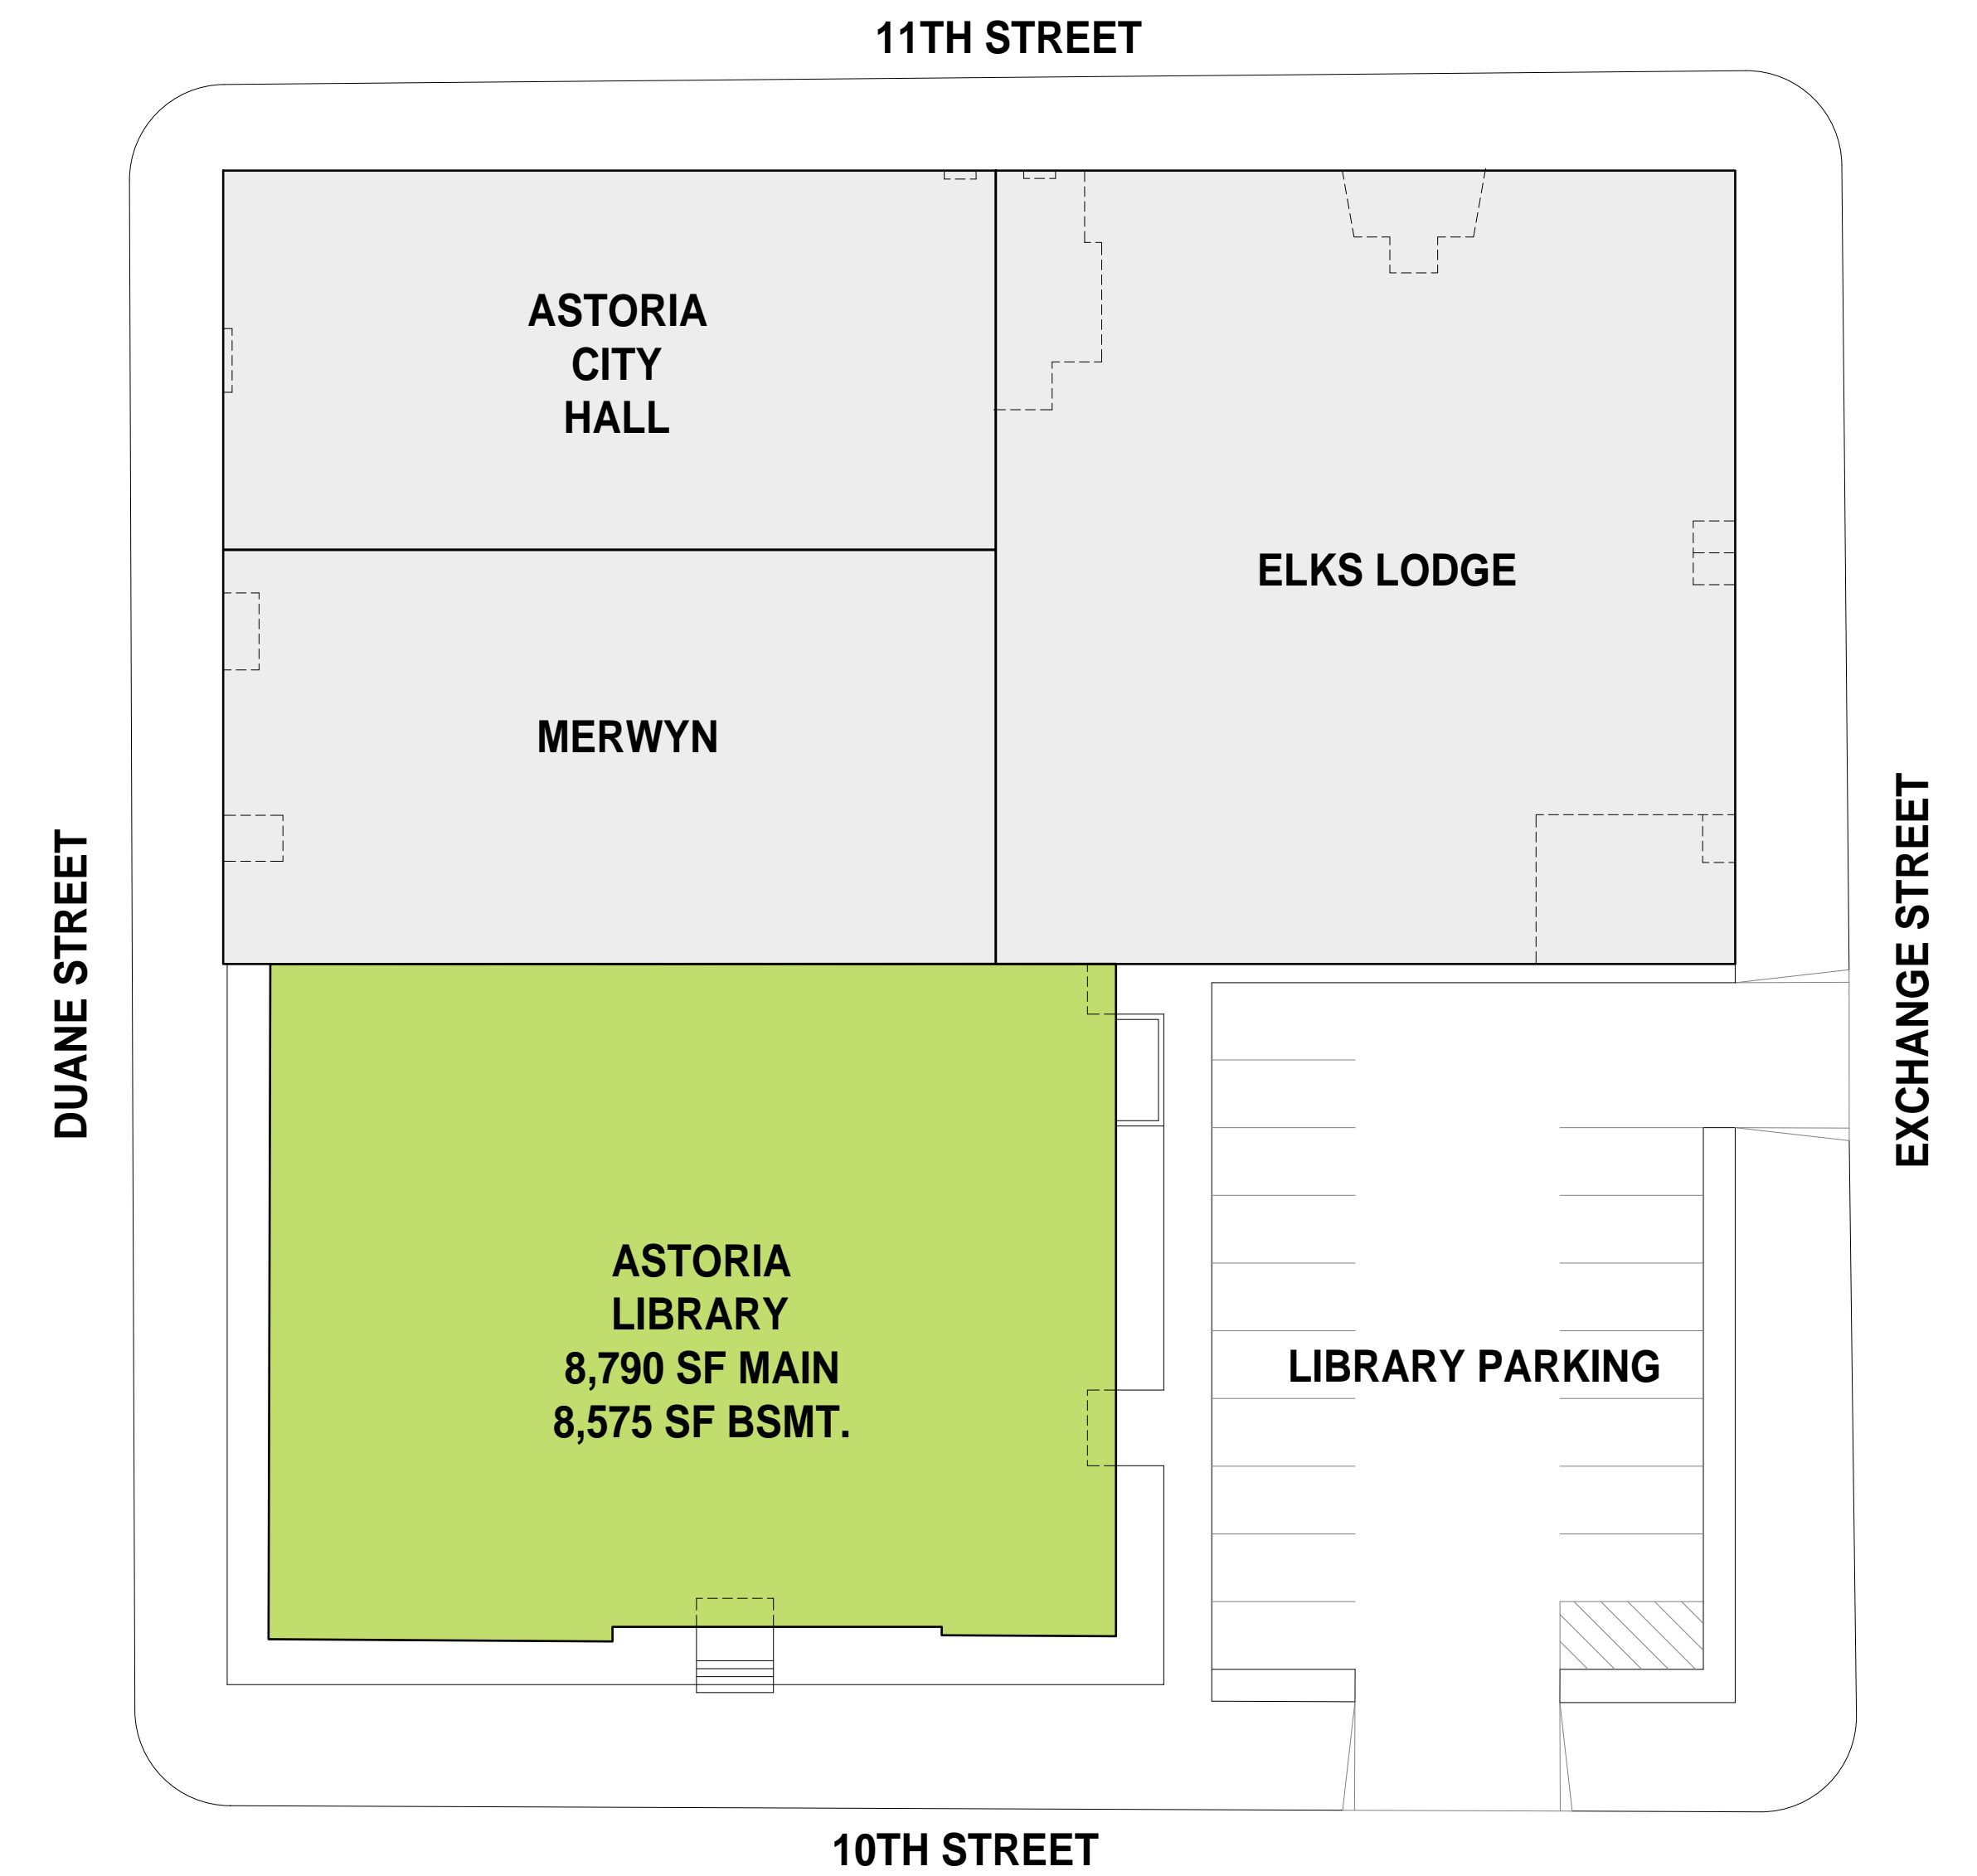 11TH STREET
ASTORIA
CITY
HALL
ELKS LODGE
MERWYN
DUANE STREET
EXCHANGE STREET
ASTORIA
LIBRARY
8,790 SF MAIN
8,575 SF BSMT.
LIBRARY PARKING
10TH STREET